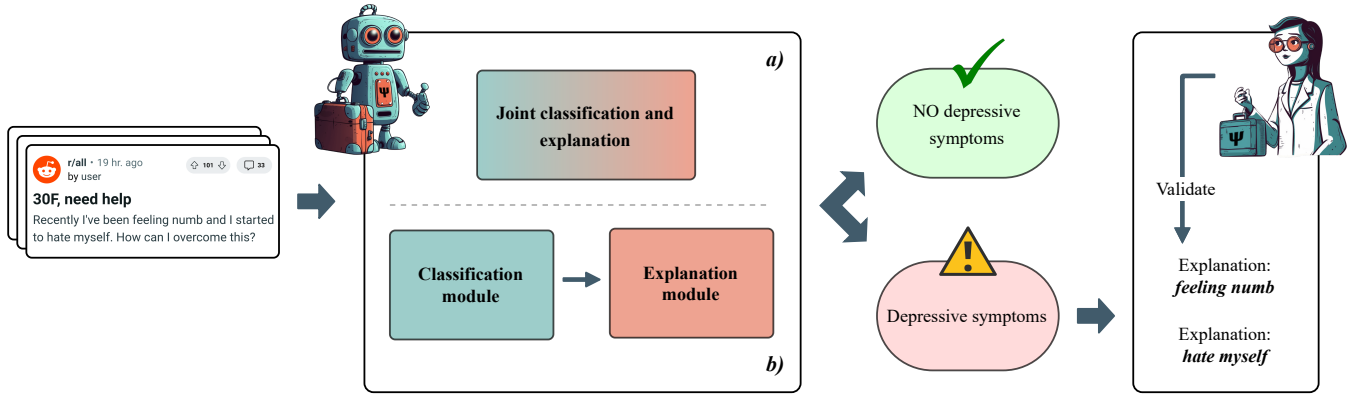 r/all • 19 hr. ago
by user
101
33
30F, need help
Recently I've been feeling numb and I started
to hate myself. How can I overcome this?
Ψ
a)
Joint classification and
explanation
Classification
module
Explanation
module
b)
NO depressive
symptoms
Depressive symptoms
Ψ
Validate
Explanation:
feeling numb
Explanation:
hate myself